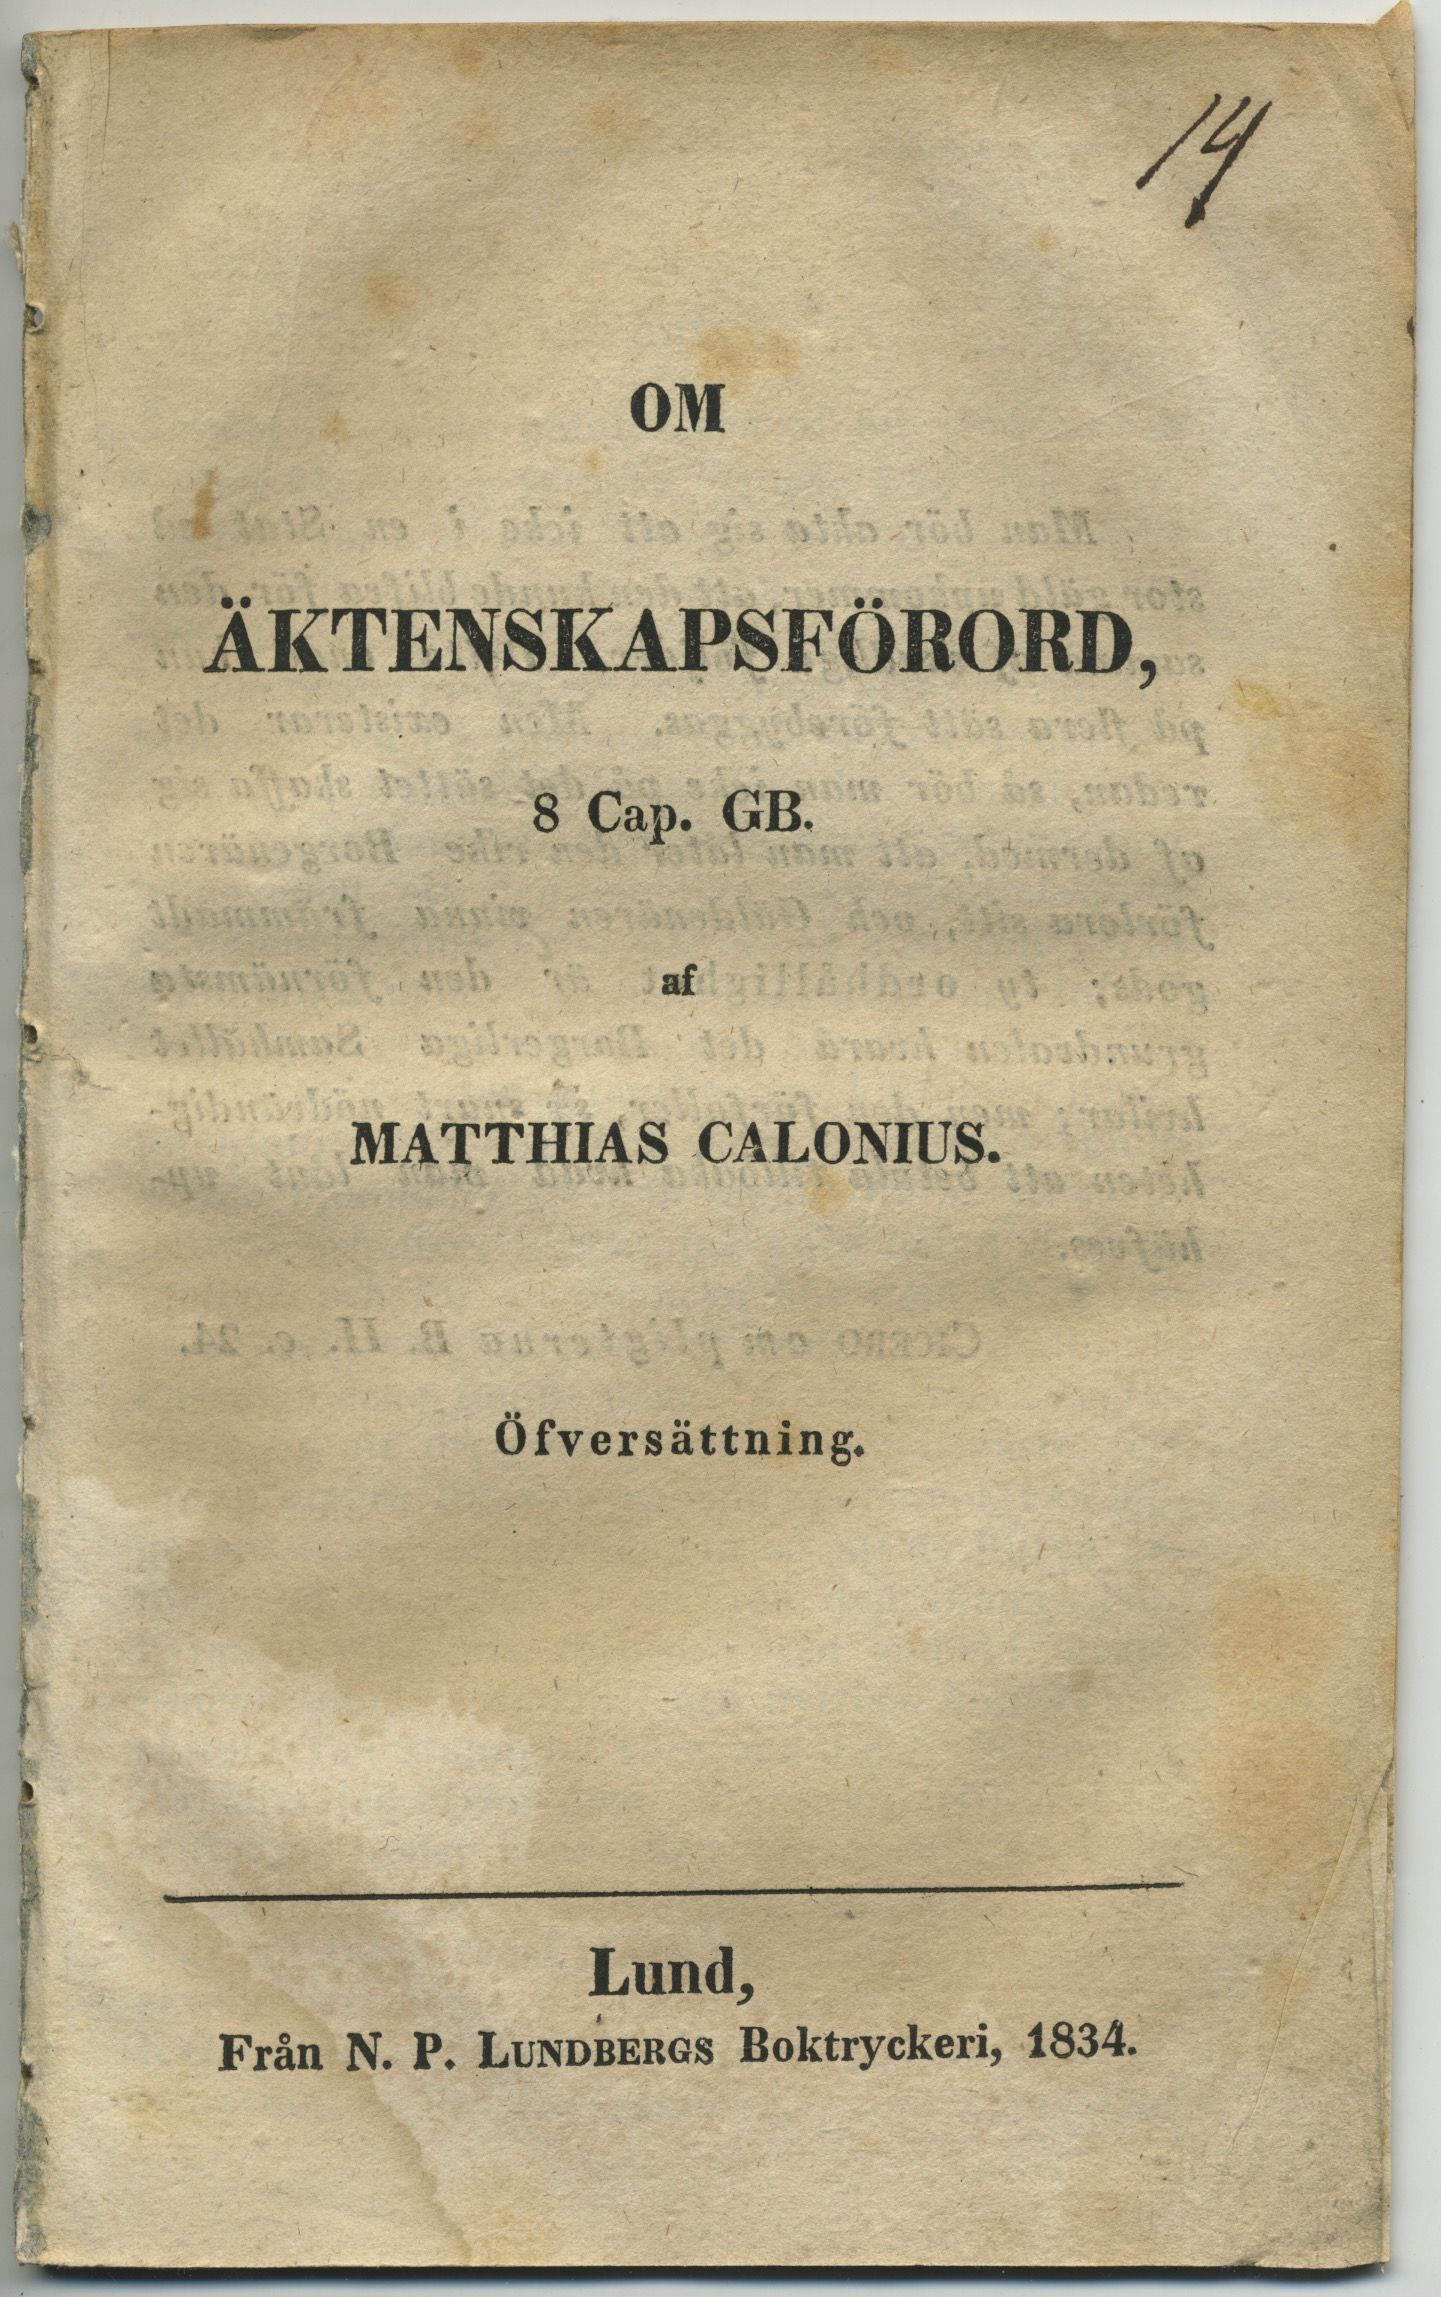 14
OM
ÄKTENSKAPSFÖRORD,
8 Cap. GB.
af
MATTHIAS CALONIUS.
Öfversättning.
Lund,
Från N. P. LUNDBERGS Boktryckeri, 1834.